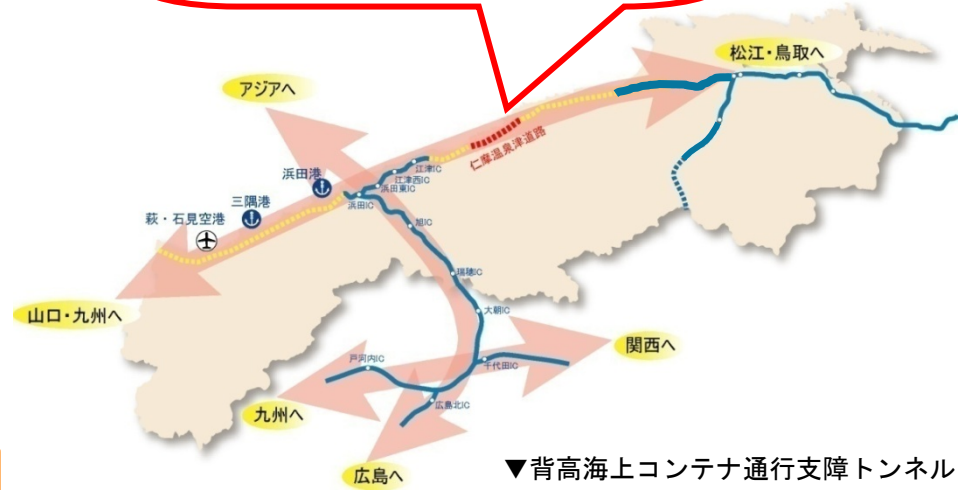 松江・鳥取へ
アジアへ
仁摩温泉津道路
江津IC
江津西IC
浜田東IC
浜田港
浜田IC
三隅港
萩・石見空港
旭IC
瑞穂IC
山口・九州へ
大朝IC
関西へ
戸河内IC
千代田IC
広島北IC
九州へ
広島へ
▼背高海上コンテナ通行支障トンネル